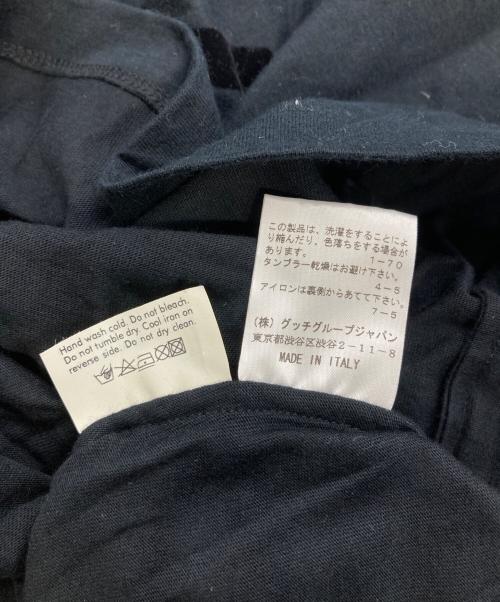 Hand wash cold. Do not bleach.
Do not tumble dry. Cool iron on
reverse side. Do not dry clean.
この製品は、洗濯をすることによ
り縮んだり、色落ちをする場合が
あります。 1-70
タンブラー乾燥はお避け下さい。
4-5
アイロンは裏側からあてて下さい。
7-5
(株) グッチグループジャパン
東京都渋谷区渋谷2-11-8
MADE IN ITALY